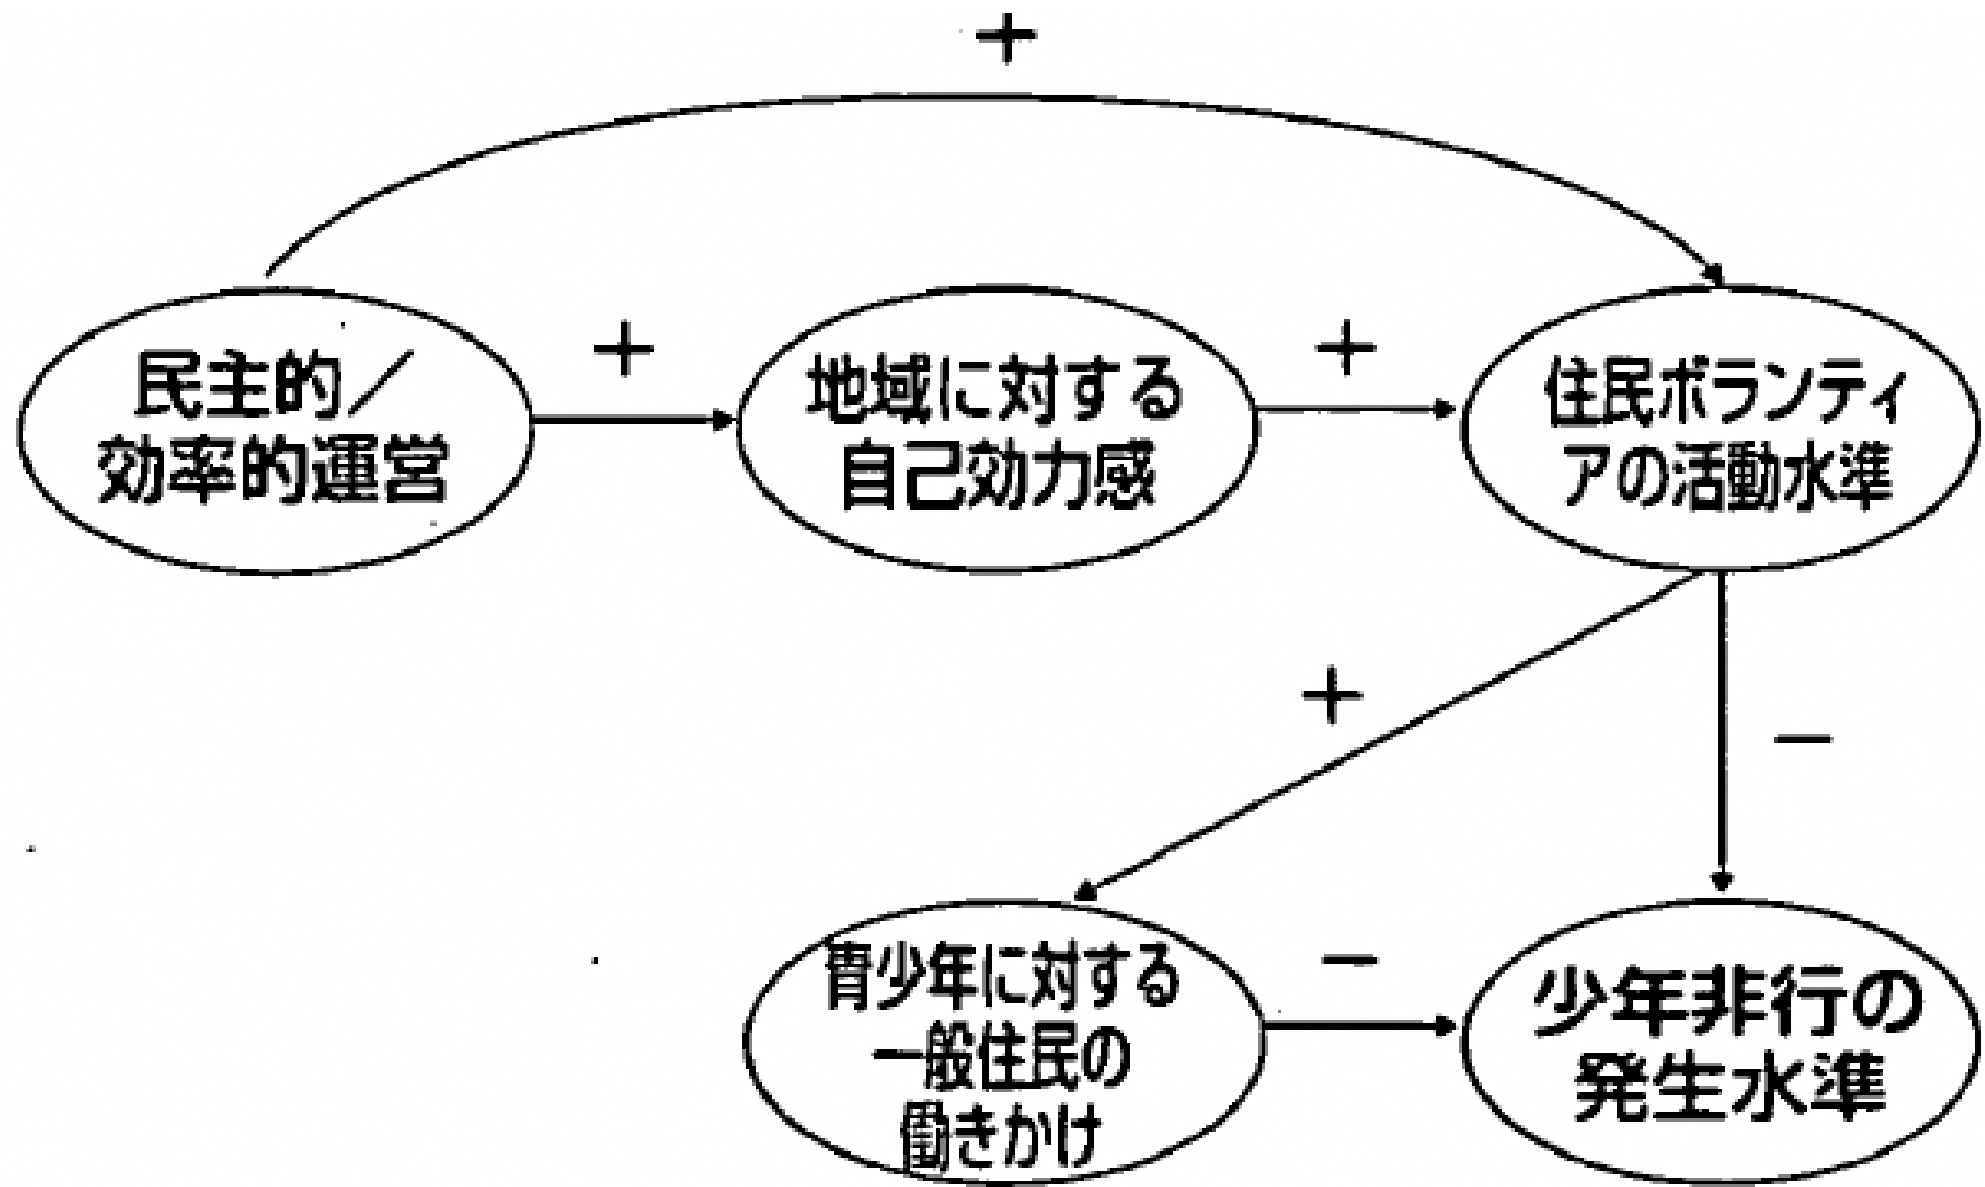 +
民主的／
効率的運営
+
地域に対する
自己効力感
+
住民ボランティ
アの活動水準
+
－
青少年に対する
一般住民の
働きかけ
－
少年非行の
発生水準